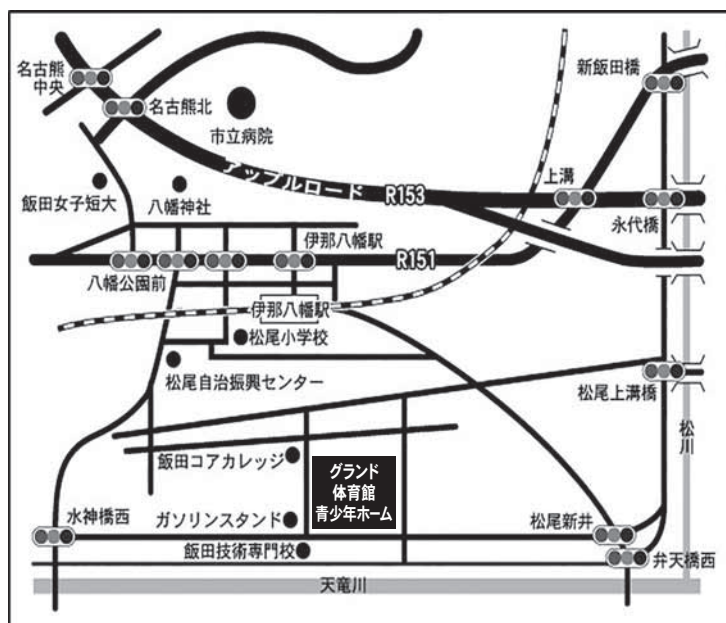 名古熊
中央
名古熊北
市立病院
新飯田橋
アップルロード
R153
上溝
永代橋
飯田女子短大
八幡神社
伊那八幡駅
R151
八幡公園前
伊那八幡駅
松尾小学校
松尾自治振興センター
松尾上溝橋
松川
飯田コアカレッジ
グランド
体育館
青少年ホーム
水神橋西
ガソリンスタンド
松尾新井
飯田技術専門校
弁天橋西
天竜川